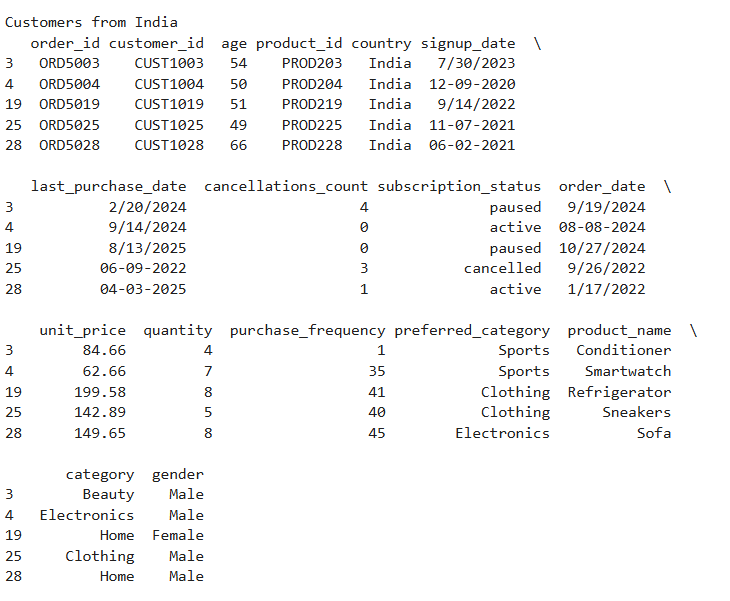 Customers from India
   order_id customer_id  age product_id country signup_date  \
3   ORD5003    CUST1003   54    PROD203   India   7/30/2023
4   ORD5004    CUST1004   50    PROD204   India  12-09-2020
19  ORD5019    CUST1019   51    PROD219   India   9/14/2022
25  ORD5025    CUST1025   49    PROD225   India  11-07-2021
28  ORD5028    CUST1028   66    PROD228   India  06-02-2021
   last_purchase_date  cancellations_count subscription_status  order_date  \
3           2/20/2024                    4              paused   9/19/2024
4           9/14/2024                    0              active  08-08-2024
19          8/13/2025                    0              paused  10/27/2024
25         06-09-2022                    3           cancelled   9/26/2022
28         04-03-2025                    1              active   1/17/2022
    unit_price  quantity  purchase_frequency preferred_category  product_name  \
3        84.66         4                   1             Sports   Conditioner
4        62.66         7                  35             Sports    Smartwatch
19      199.58         8                  41           Clothing  Refrigerator
25      142.89         5                  40           Clothing      Sneakers
28      149.65         8                  45        Electronics          Sofa
       category  gender
3        Beauty    Male
4   Electronics    Male
19         Home  Female
25     Clothing    Male
28         Home    Male